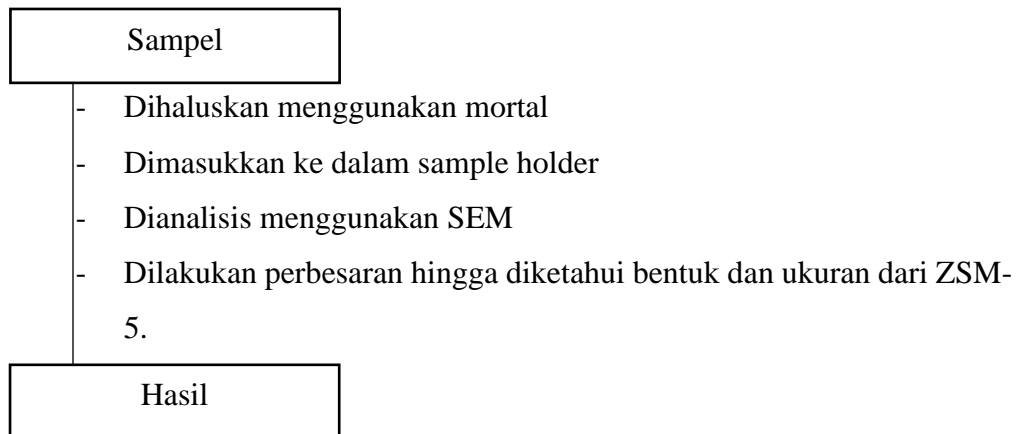 Sampel
- Dihaluskan menggunakan mortal
- Dimasukkan ke dalam sample holder
- Dianalisis menggunakan SEM
- Dilakukan perbesaran hingga diketahui bentuk dan ukuran dari ZSM-
5.
Hasil